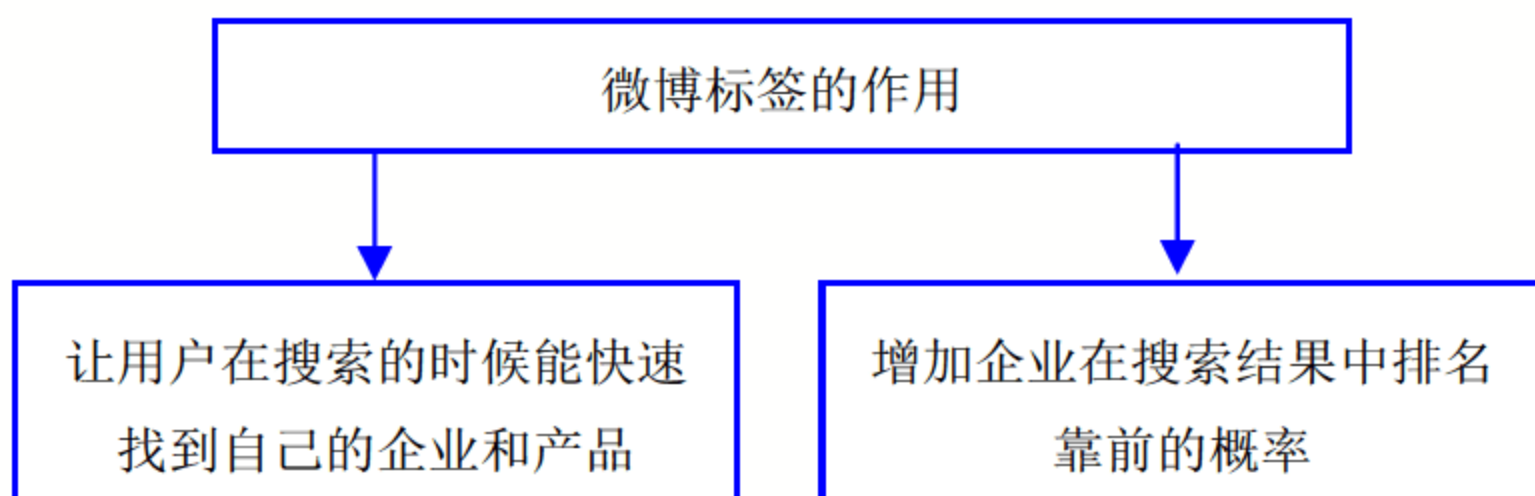 微博标签的作用
让用户在搜索的时候能快速
找到自己的企业和产品
增加企业在搜索结果中排名
靠前的概率